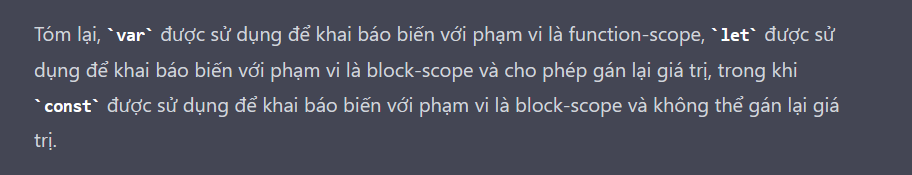 Tóm lại, `var` được sử dụng để khai báo biến với phạm vi là function-scope, `let` được sử
dụng để khai báo biến với phạm vi là block-scope và cho phép gán lại giá trị, trong khi
`const` được sử dụng để khai báo biến với phạm vi là block-scope và không thể gán lại giá
trị.